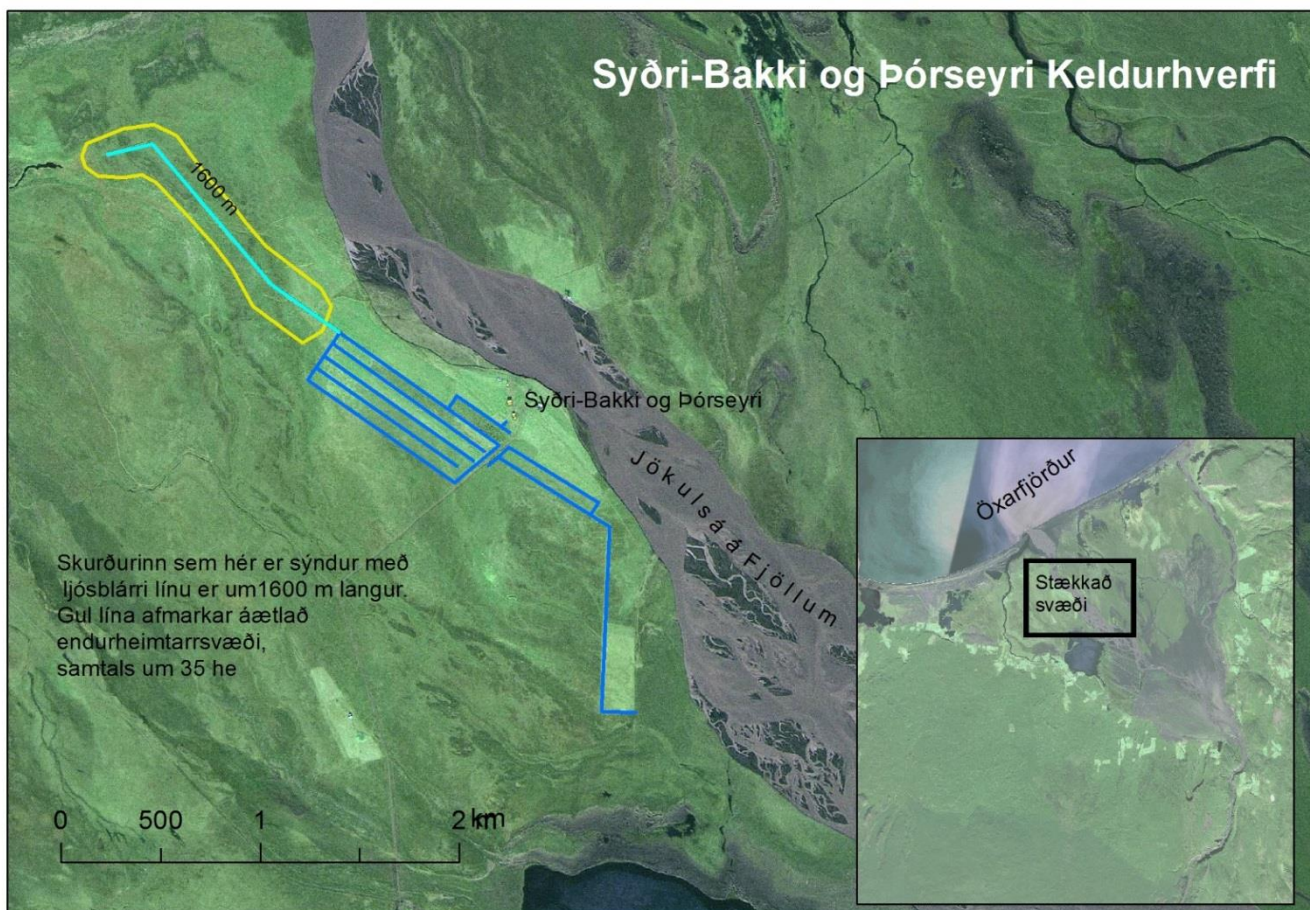 Syðri-Bakki og Þórseyri Keldurhverfi
1600 m
Syðri-Bakki og Þórseyri
Jökulsá á Fjöllum
Öxarfjörður
Stækkað
svæði
Skurðurinn sem hér er sýndur með
ljósblárri línu er um1600 m langur.
Gul lína afmarkar áætlað
endurheimtarrsvæði,
samtals um 35 he
0 500 1 2 km